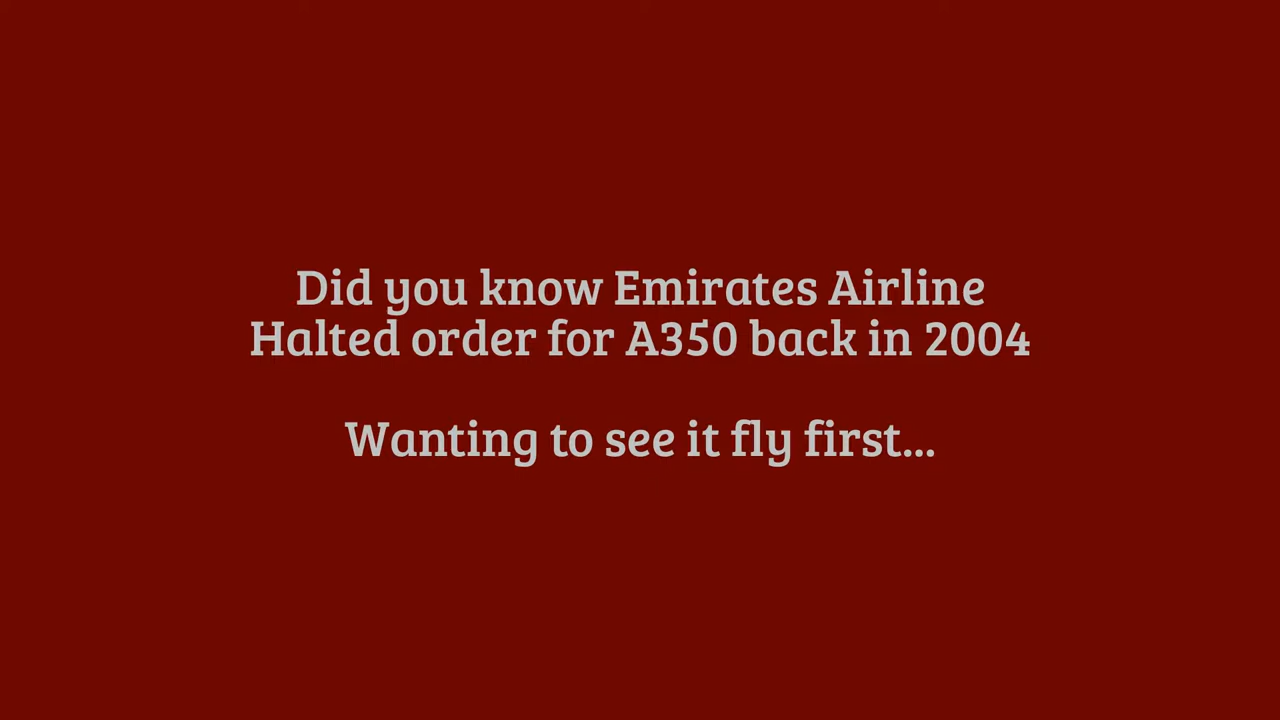 Did you know Emirates Airline
Halted order for A350 back in 2004
Wanting to see it fly first...